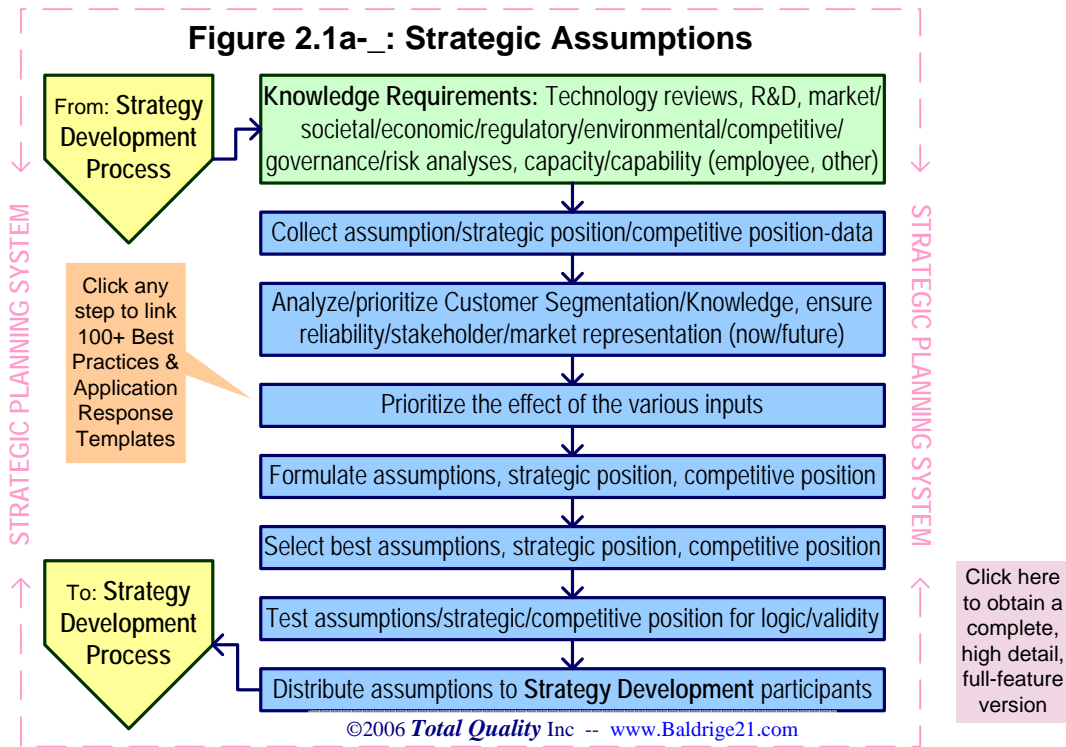 Figure 2.1a-_: Strategic Assumptions
From: Strategy
Development
Process
Knowledge Requirements: Technology reviews, R&D, market/
societal/economic/regulatory/environmental/competitive/
governance/risk analyses, capacity/capability (employee, other)
Collect assumption/strategic position/competitive position-data
Analyze/prioritize Customer Segmentation/Knowledge, ensure
reliability/stakeholder/market representation (now/future)
Prioritize the effect of the various inputs
Formulate assumptions, strategic position, competitive position
Select best assumptions, strategic position, competitive position
Test assumptions/strategic/competitive position for logic/validity
Distribute assumptions to Strategy Development participants
STRATEGIC PLANNING SYSTEM
Click any
step to link
100+ Best
Practices &
Application
Response
Templates
To: Strategy
Development
Process
STRATEGIC PLANNING SYSTEM
Click here
to obtain a
complete,
high detail,
full-feature
version
©2006 Total Quality Inc -- www.Baldrige21.com